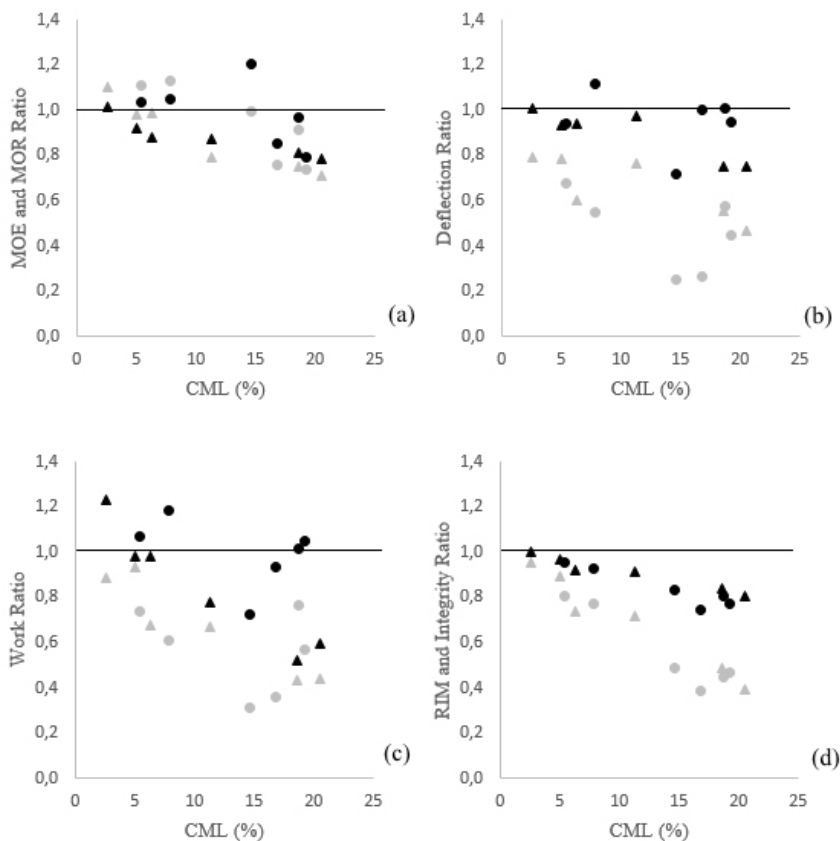 1,4
1,2
1,0
0,8
0,6
0,4
0,2
0,0
MOE and MOR Ratio
0 5 10 15 20 25
CML (%)
(a)
1,4
1,2
1,0
0,8
0,6
0,4
0,2
0,0
Deflection Ratio
0 5 10 15 20 25
CML (%)
(b)
1,4
1,2
1,0
0,8
0,6
0,4
0,2
0,0
Work Ratio
0 5 10 15 20 25
CML (%)
(c)
1,4
1,2
1,0
0,8
0,6
0,4
0,2
0,0
RIM and Integrity Ratio
0 5 10 15 20 25
CML (%)
(d)